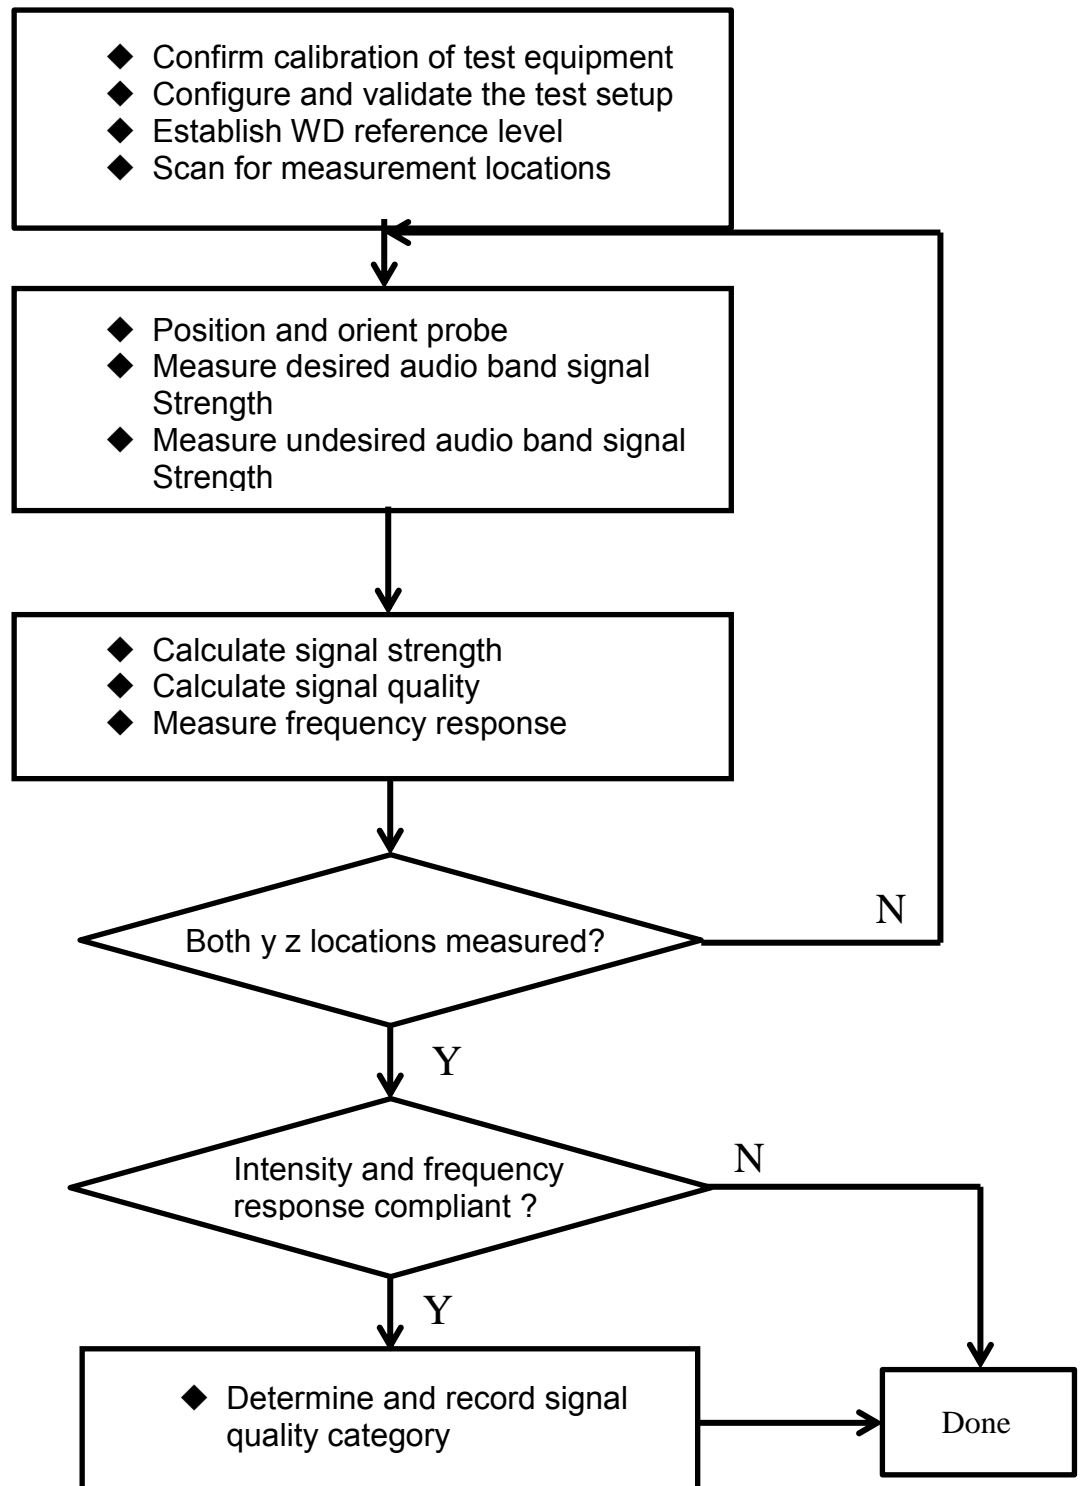 ◆ Confirm calibration of test equipment
◆ Configure and validate the test setup
◆ Establish WD reference level
◆ Scan for measurement locations
◆ Position and orient probe
◆ Measure desired audio band signal
Strength
◆ Measure undesired audio band signal
Strength
◆ Calculate signal strength
◆ Calculate signal quality
◆ Measure frequency response
N
Both y z locations measured?
Y
N
Intensity and frequency
response compliant ?
Y
◆ Determine and record signal
quality category
Done